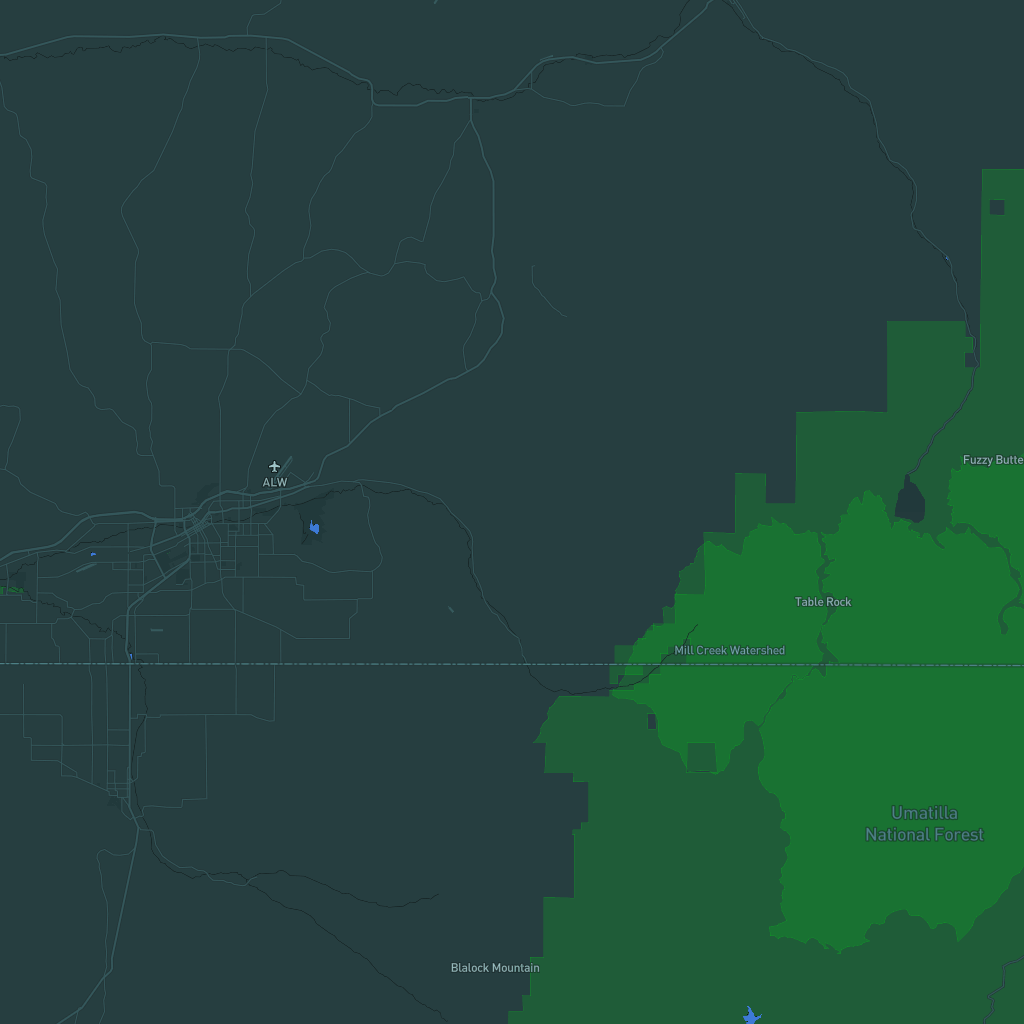 Fuzzy Butte
ALW
Table Rock
Mill Creek Watershed
Umatilla
National Forest
Blalock Mountain